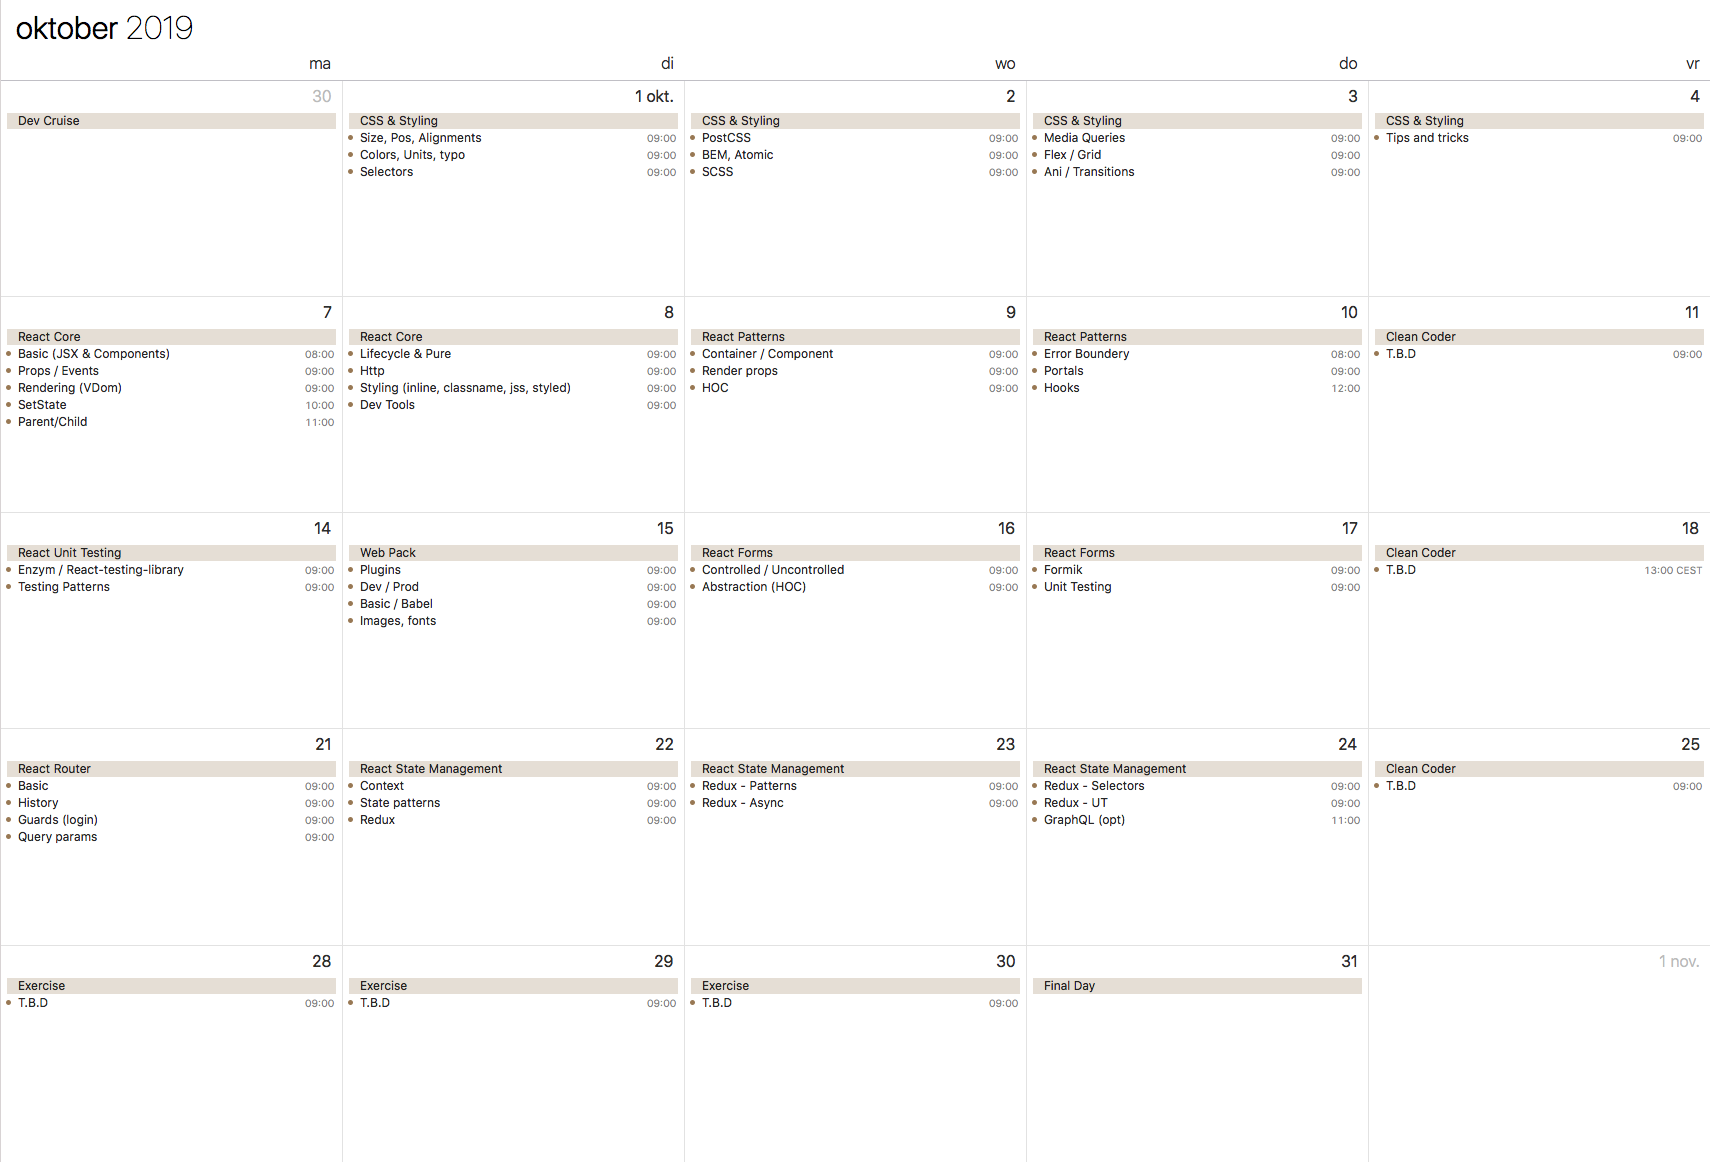 oktober 2019
ma di wo do vr
30
Dev Cruise
1 okt.
CSS & Styling
Size, Pos, Alignments 09:00
Colors, Units, typo 09:00
Selectors 09:00
2
CSS & Styling
PostCSS 09:00
BEM, Atomic 09:00
SCSS 09:00
3
CSS & Styling
Media Queries 09:00
Flex / Grid 09:00
Ani / Transitions 09:00
4
CSS & Styling
Tips and tricks 09:00
7
React Core
Basic (JSX & Components) 08:00
Props / Events 09:00
Rendering (VDom) 09:00
SetState 10:00
Parent/Child 11:00
8
React Core
Lifecycle & Pure 09:00
Http 09:00
Styling (inline, classname, jss, styled) 09:00
Dev Tools 09:00
9
React Patterns
Container / Component 09:00
Render props 09:00
HOC 09:00
10
React Patterns
Error Boundery 08:00
Portals 09:00
Hooks 12:00
11
Clean Coder
T.B.D 09:00
14
React Unit Testing
Enzym / React-testing-library 09:00
Testing Patterns 09:00
15
Web Pack
Plugins 09:00
Dev / Prod 09:00
Basic / Babel 09:00
Images, fonts 09:00
16
React Forms
Controlled / Uncontrolled 09:00
Abstraction (HOC) 09:00
17
React Forms
Formik 09:00
Unit Testing 09:00
18
Clean Coder
T.B.D 13:00 CEST
21
React Router
Basic 09:00
History 09:00
Guards (login) 09:00
Query params 09:00
22
React State Management
Context 09:00
State patterns 09:00
Redux 09:00
23
React State Management
Redux - Patterns 09:00
Redux - Async 09:00
24
React State Management
Redux - Selectors 09:00
Redux - UT 09:00
GraphQL (opt) 11:00
25
Clean Coder
T.B.D 09:00
28
Exercise
T.B.D 09:00
29
Exercise
T.B.D 09:00
30
Exercise
T.B.D 09:00
31
Final Day
1 nov.